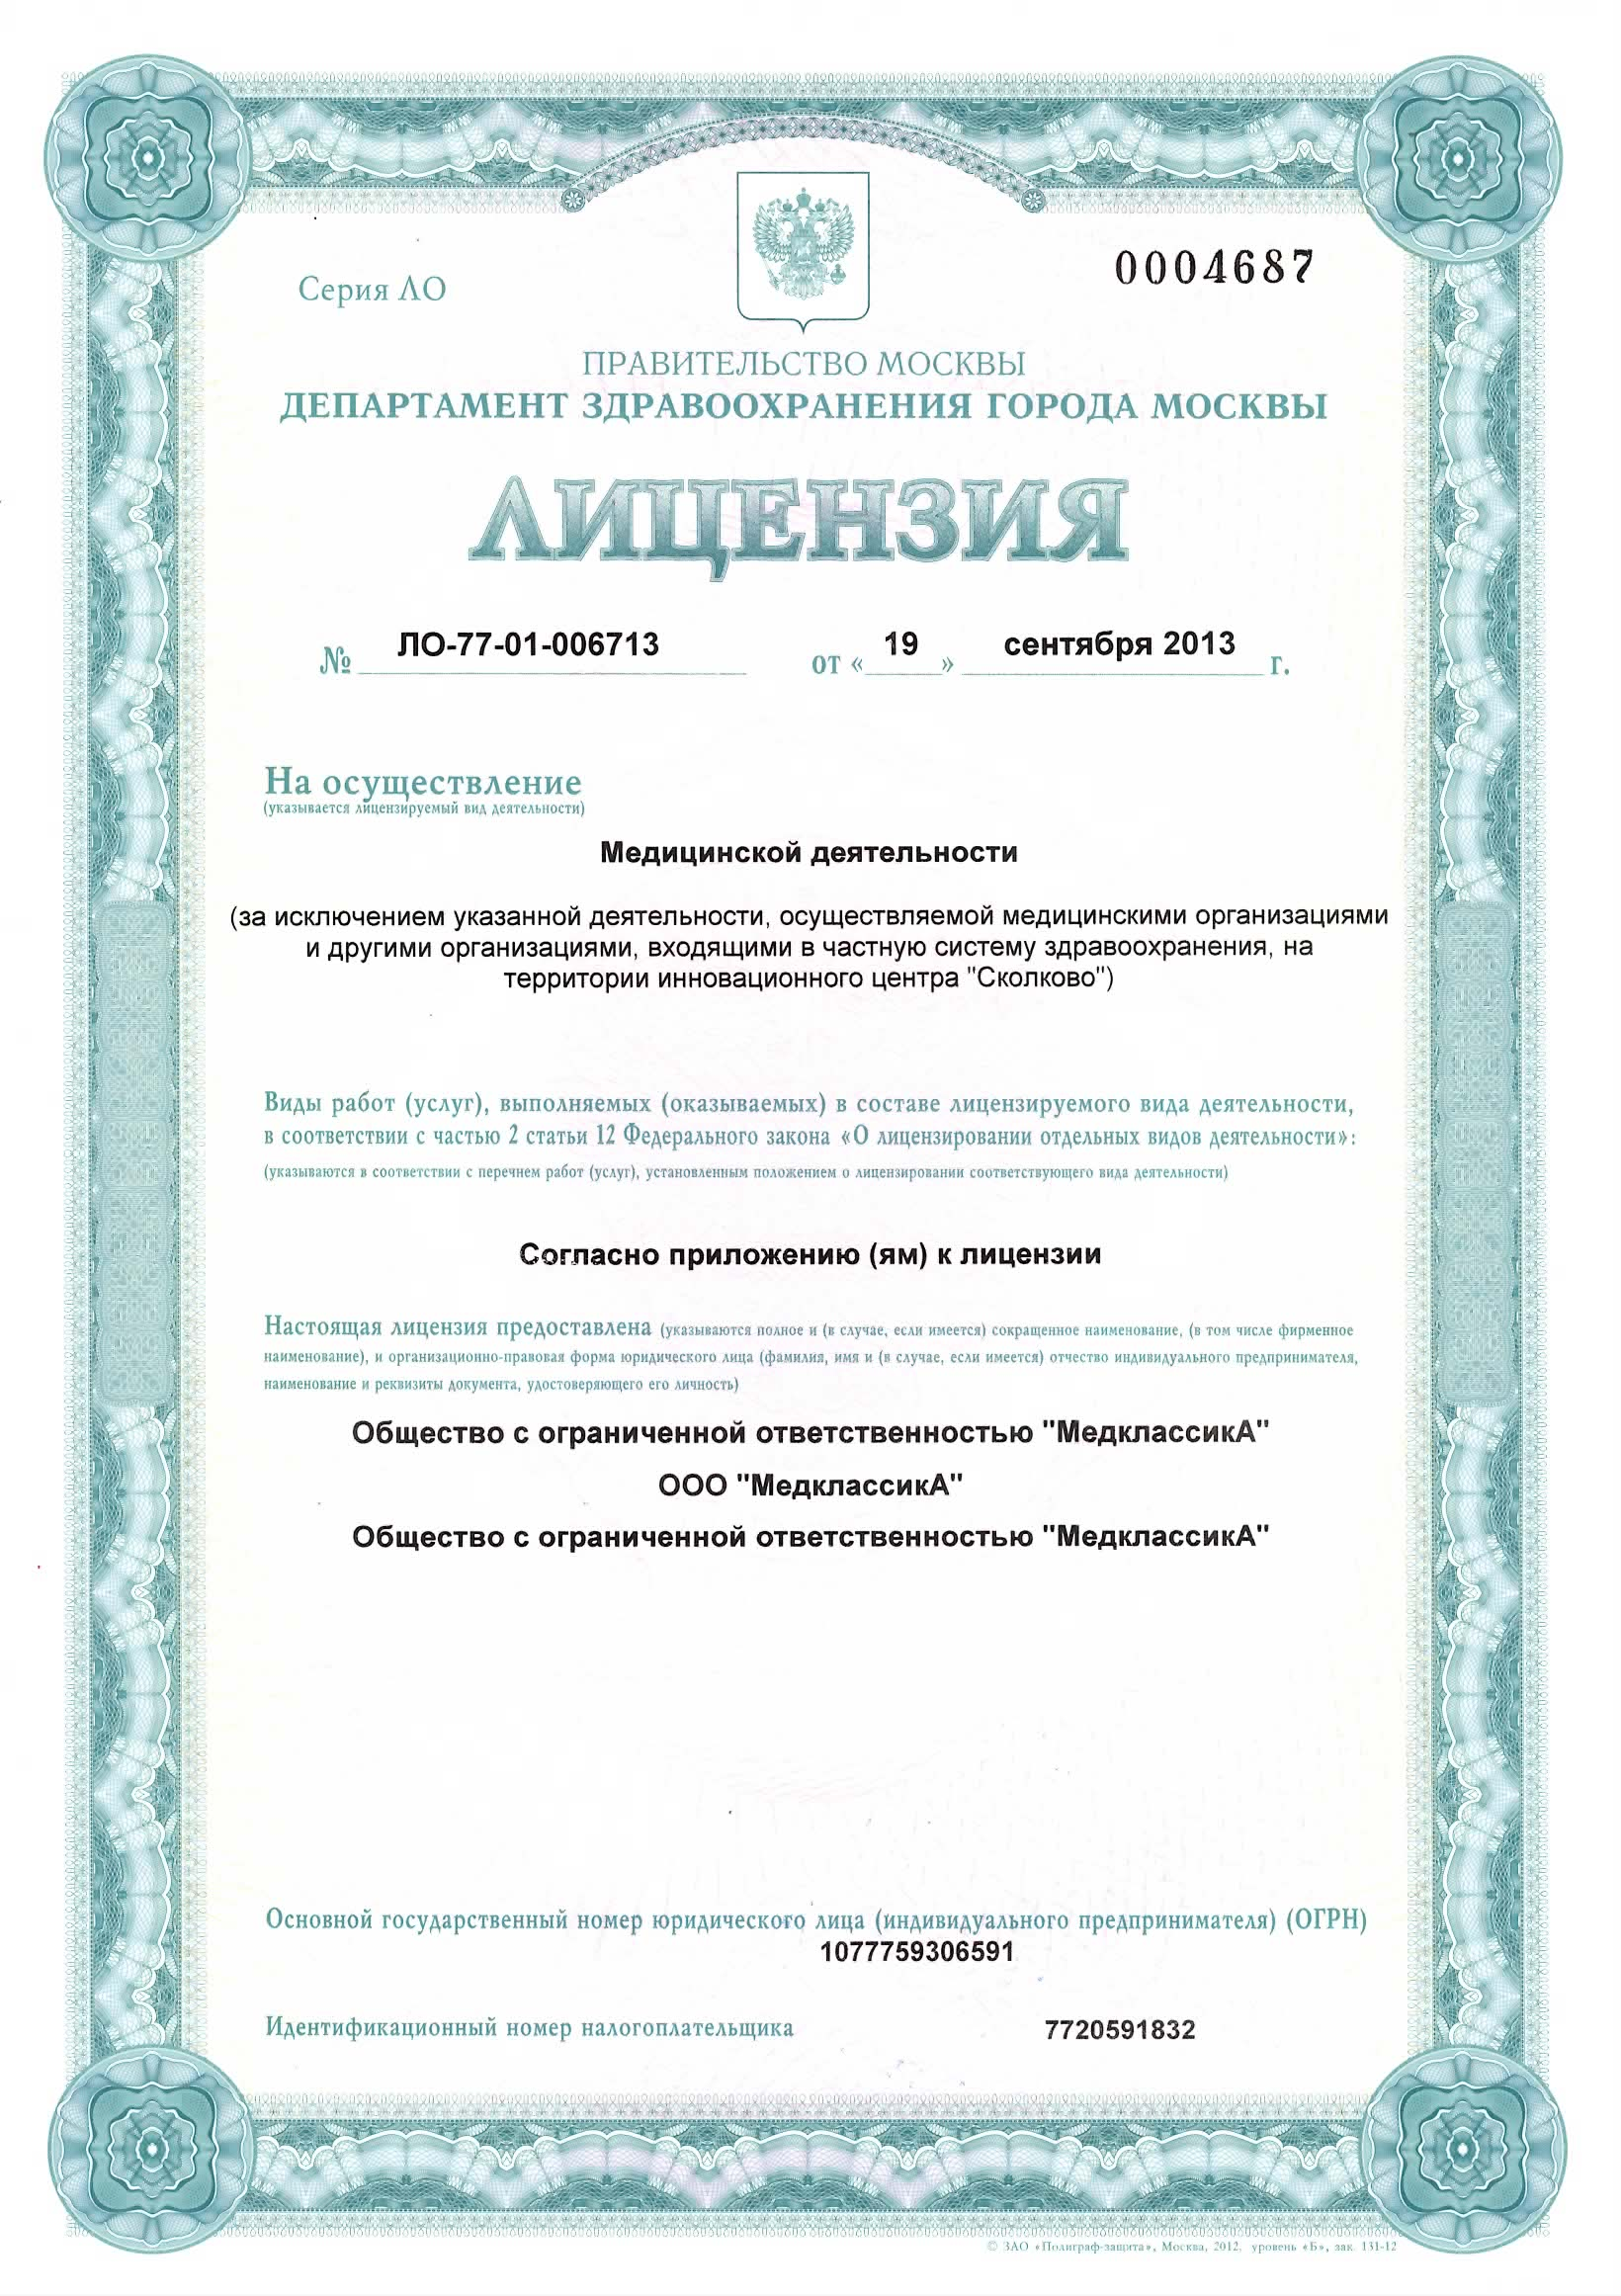 Серия ЛО
0004687
ПРАВИТЕЛЬСТВО МОСКВЫ
ДЕПАРТАМЕНТ ЗДРАВООХРАНЕНИЯ ГОРОДА МОСКВЫ
ЛИЦЕНЗИЯ
№ ЛО-77-01-006713 от « 19 » сентября 2013 г.
На осуществление
(указывается лицензируемый вид деятельности)
Медицинской деятельности
(за исключением указанной деятельности, осуществляемой медицинскими организациями
и другими организациями, входящими в частную систему здравоохранения, на
территории инновационного центра "Сколково")
Виды работ (услуг), выполняемых (оказываемых) в составе лицензируемого вида деятельности,
в соответствии с частью 2 статьи 12 Федерального закона «О лицензировании отдельных видов деятельности»:
(указываются в соответствии с перечнем работ (услуг), установленным положением о лицензировании соответствующего вида деятельности)
Согласно приложению (ям) к лицензии
Настоящая лицензия предоставлена (указываются полное и (в случае, если имеется) сокращенное наименование, (в том числе фирменное
наименование), и организационно-правовая форма юридического лица (фамилия, имя и (в случае, если имеется) отчество индивидуального предпринимателя,
наименование и реквизиты документа, удостоверяющего его личность)
Общество с ограниченной ответственностью "МедклассикА"
ООО "МедклассикА"
Общество с ограниченной ответственностью "МедклассикА"
Основной государственный номер юридического лица (индивидуального предпринимателя) (ОГРН)
1077759306591
Идентификационный номер налогоплательщика 7720591832
© ЗАО «Полиграф-защита», Москва, 2012, уровень «Б», зак. 131-12